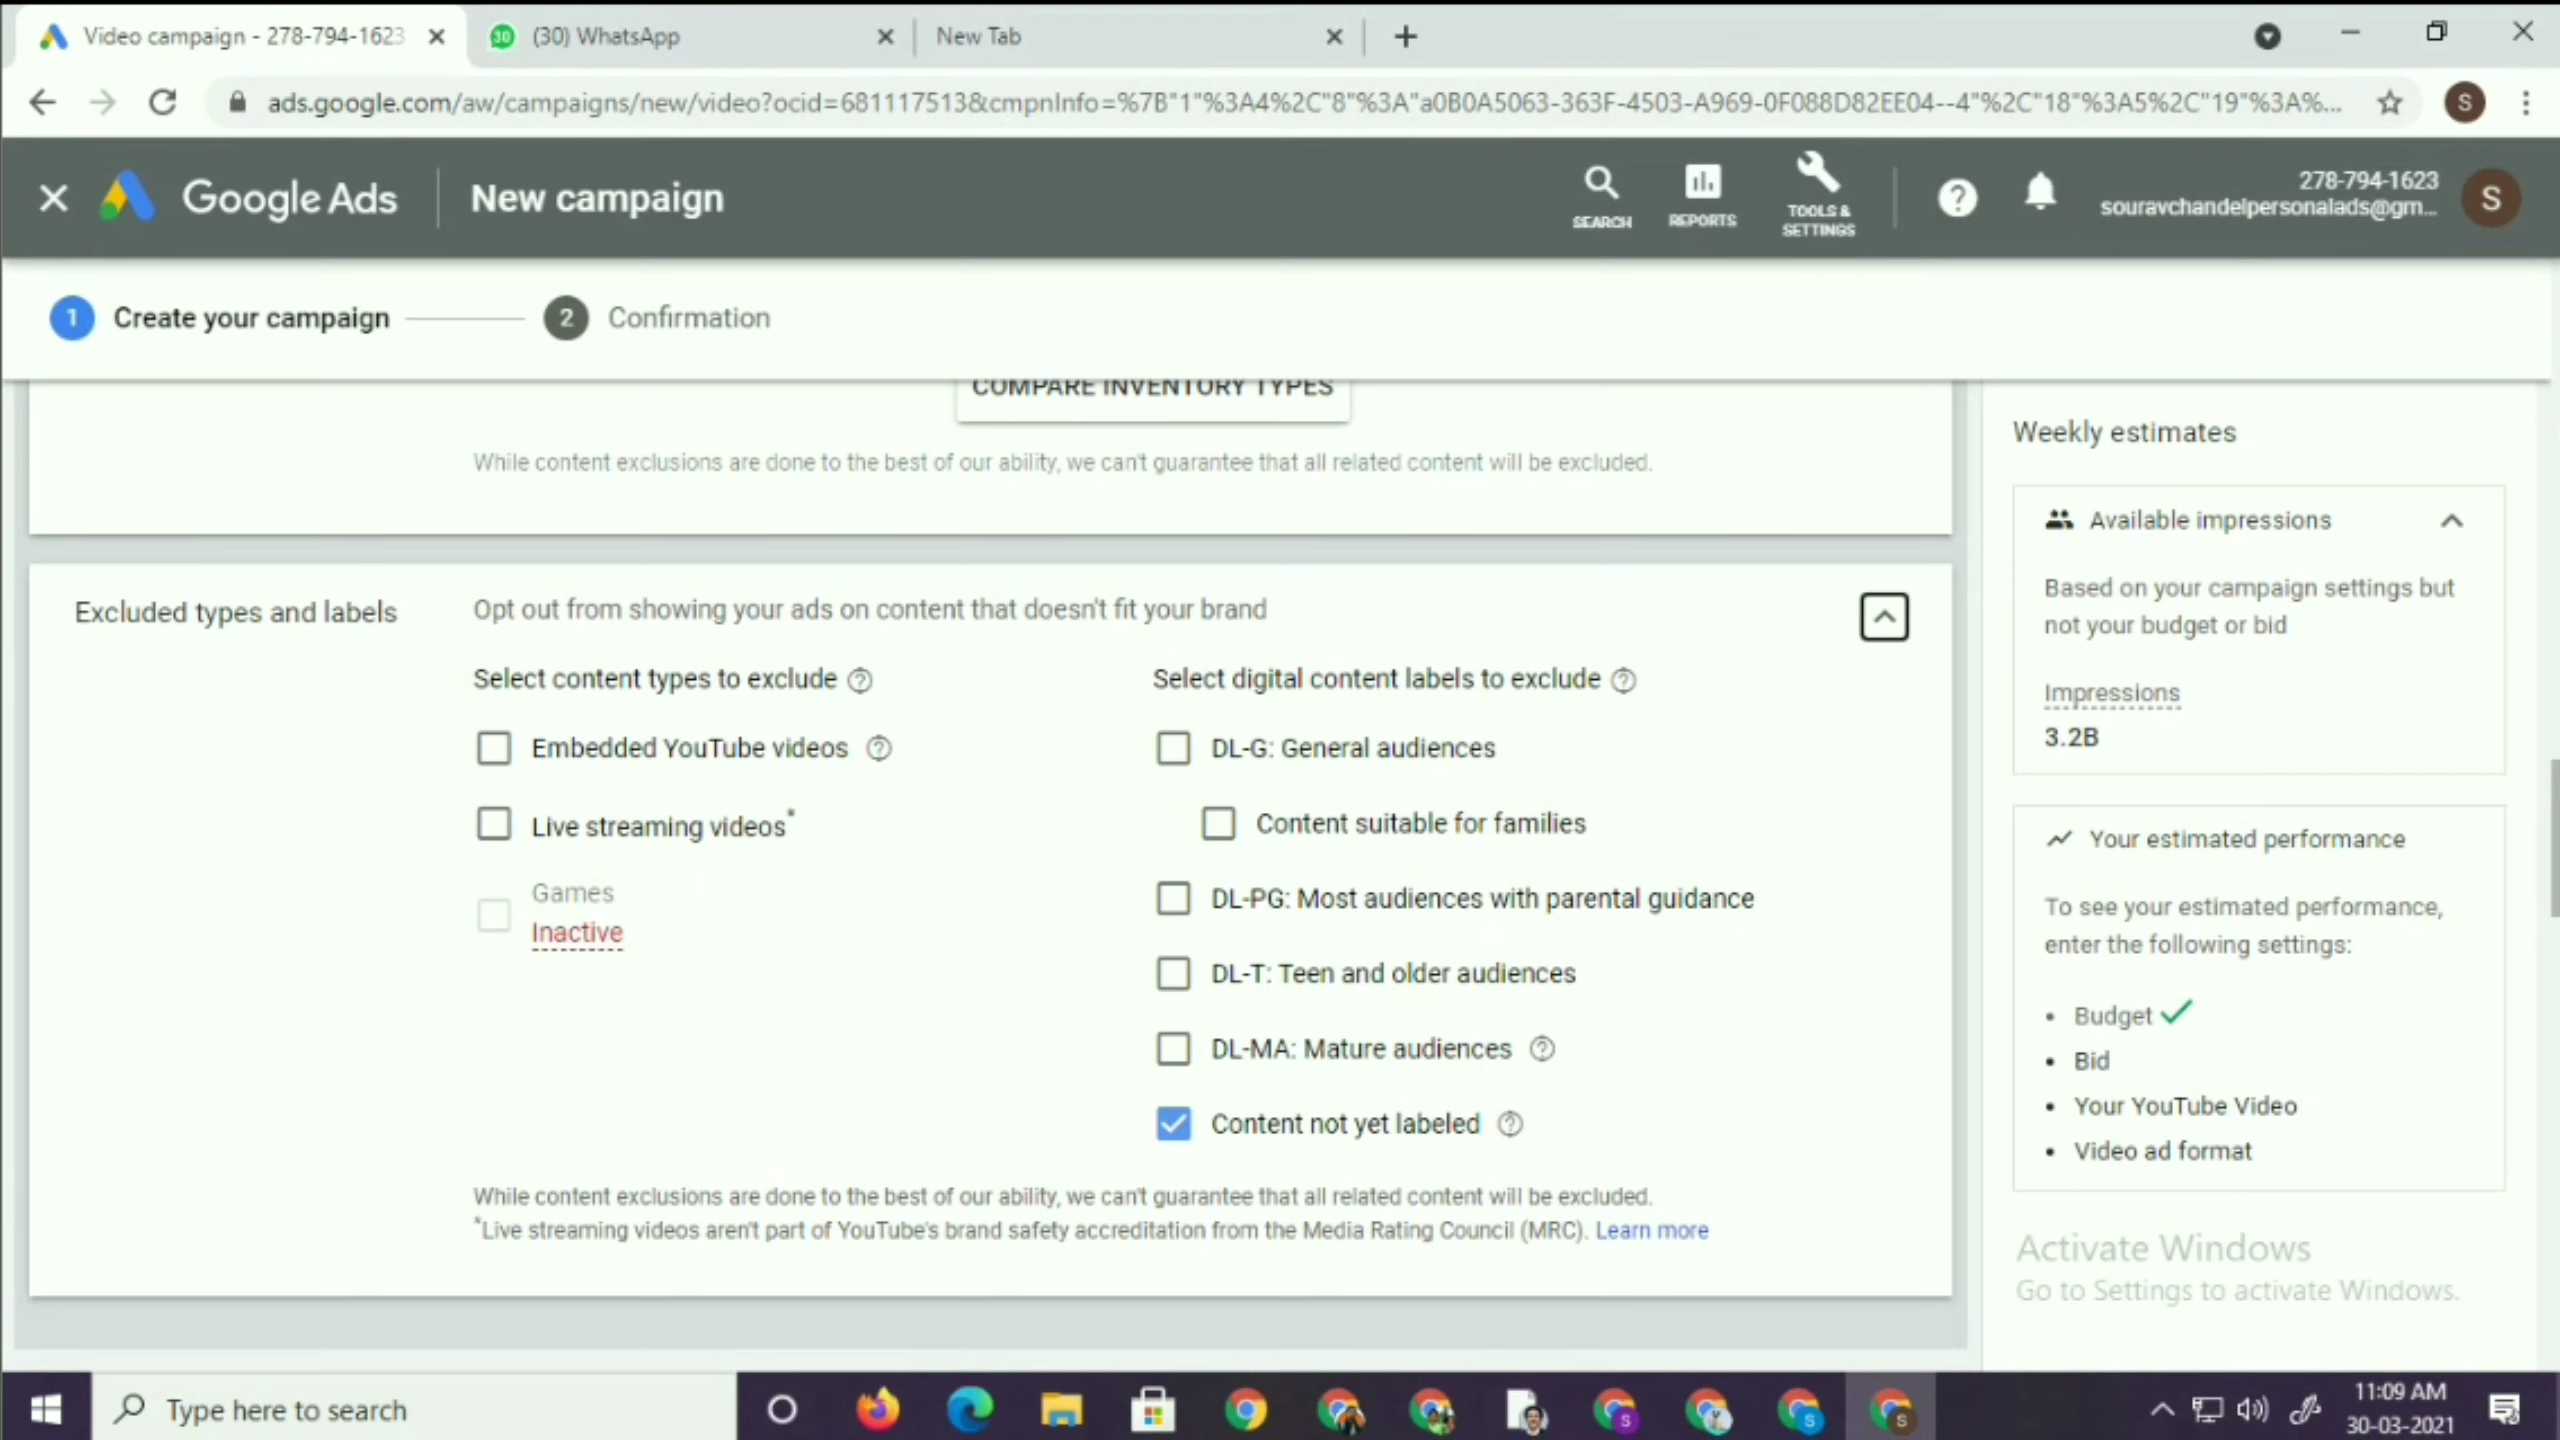 Video campaign - 278-794-1623
30
(30) WhatsApp
New Tab
ads.google.com/aw/campaigns/new/video?ocid=681117513&cmpnInfo=%7B"1"%3A4%2C"8"%3A"a0B0A5063-363F-4503-A969-0F088D82EE04--4"%2C"18"%3A5%2C"19"%3A%...
S
Google Ads
New campaign
SEARCH
REPORTS
TOOLS &
SETTINGS
278-794-1623
souravchandelpersonalads@gm...
S
1
Create your campaign
2
Confirmation
COMPARE INVENTORY TYPES
While content exclusions are done to the best of our ability, we can't guarantee that all related content will be excluded.
Excluded types and labels
Opt out from showing your ads on content that doesn't fit your brand
Select content types to exclude
Embedded YouTube videos
Live streaming videos*
Games
Inactive
Select digital content labels to exclude
DL-G: General audiences
Content suitable for families
DL-PG: Most audiences with parental guidance
DL-T: Teen and older audiences
DL-MA: Mature audiences
Content not yet labeled
While content exclusions are done to the best of our ability, we can't guarantee that all related content will be excluded.
*Live streaming videos aren't part of YouTube's brand safety accreditation from the Media Rating Council (MRC). Learn more
Weekly estimates
Available impressions
Based on your campaign settings but
not your budget or bid
Impressions
3.2B
Your estimated performance
To see your estimated performance,
enter the following settings:
• Budget
• Bid
• Your YouTube Video
• Video ad format
Activate Windows
Go to Settings to activate Windows.
Type here to search
S
S
S
11:09 AM
30-03-2021